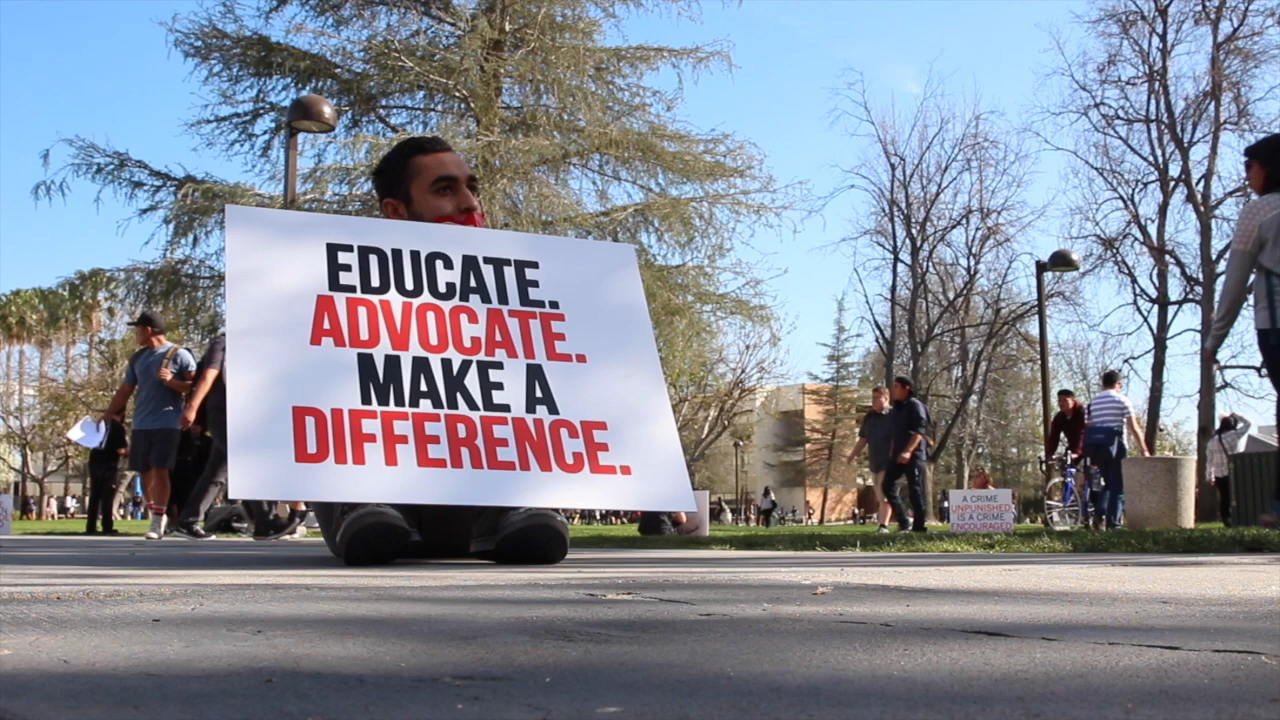 EDUCATE.
ADVOCATE.
MAKE A
DIFFERENCE.
A CRIME
UNPUNISHED
IS A CRIME
ENCOURAGED